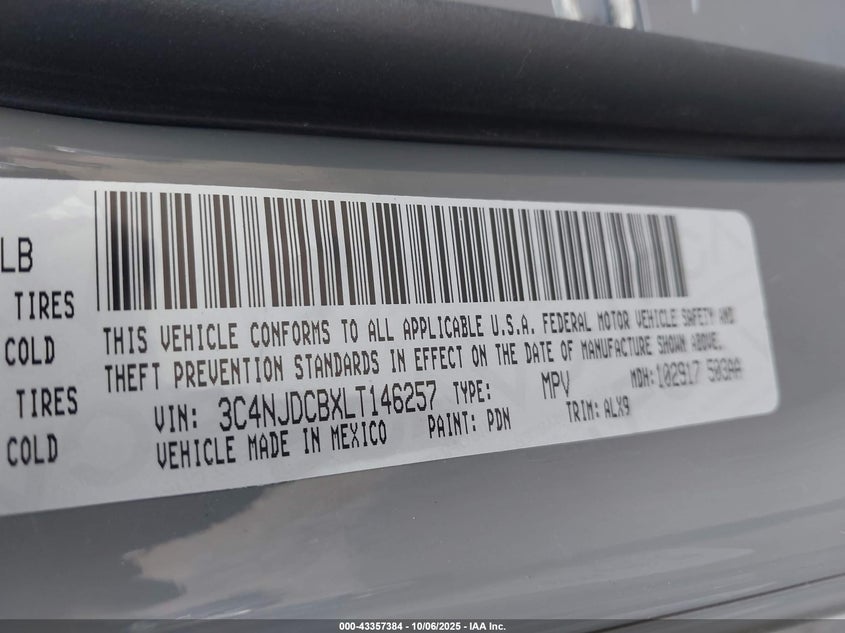 LB
TIRES
COLD
TIRES
COLD
THIS VEHICLE CONFORMS TO ALL APPLICABLE U.S.A. FEDERAL MOTOR VEHICLE SAFETY AND
THEFT PREVENTION STANDARDS IN EFFECT ON THE DATE OF MANUFACTURE SHOWN ABOVE.
VIN: 3C4NJDCBXLT146257 TYPE: MPV MDH:102917 503AA
VEHICLE MADE IN MEXICO PAINT: PDN TRIM: ALX9
000-43357384 | 10/06/2025 - IAA Inc.